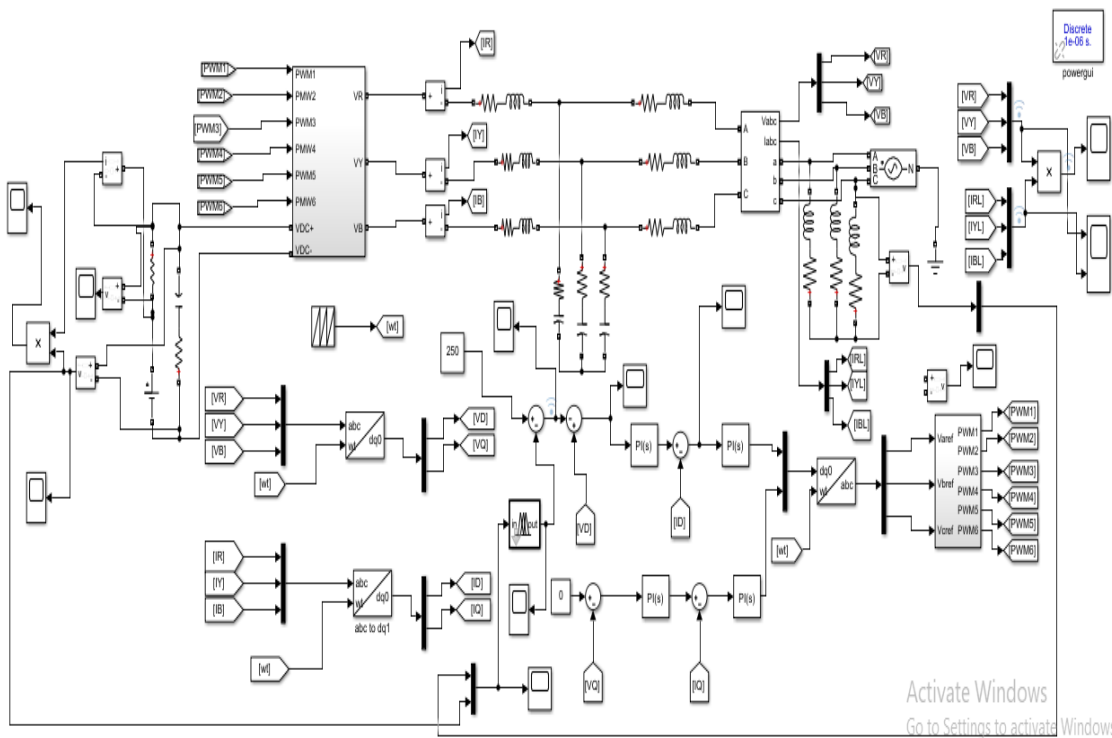 Discrete
1e-06 s.
powergui
[IR]
PWM1
PWM2
[PWM3]
PWM4
PWM5
PWM6
PWM1
PMW2
PWM3
PMW4
PWM5
PMW6
VDC+
VDC-
VR
VY
VB
[IY]
[IB]
A
B
C
Vabc
Iabc
a
b
c
[VR]
[VY]
[VB]
A
B
C
N
[VR]
[VY]
[VB]
[IRL]
[IYL]
[IBL]
×
×
[wt]
250
[VR]
[VY]
[VB]
[wt]
abc
wt
dq0
[VD]
[VQ]
PI(s)
PI(s)
[VD]
[ID]
[IRL]
[IYL]
[IBL]
dq0
wt
abc
[wt]
Varef
Vbref
Vcref
PWM1
PWM2
PWM3
PWM4
PWM5
PWM6
[PWM1]
[PWM2]
[PWM3]
[PWM4]
[PWM5]
[PWM6]
[IR]
[IY]
[IB]
[wt]
abc
wt
dq0
abc to dq1
[ID]
[IQ]
0
PI(s)
PI(s)
[VQ]
[IQ]
Activate Windows
Go to Settings to activate Windows